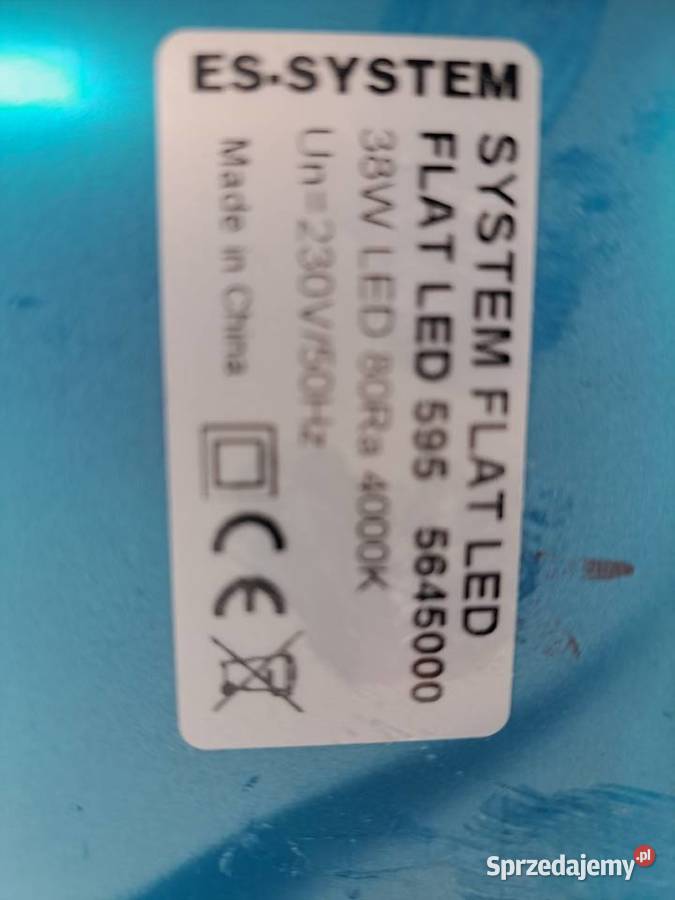 ES-SYSTEM
SYSTEM FLAT LED
FLAT LED 595 5645000
38W LED 80Ra 4000K
Un=230V/50Hz
Made in China
CE
Sprzedajemy.pl